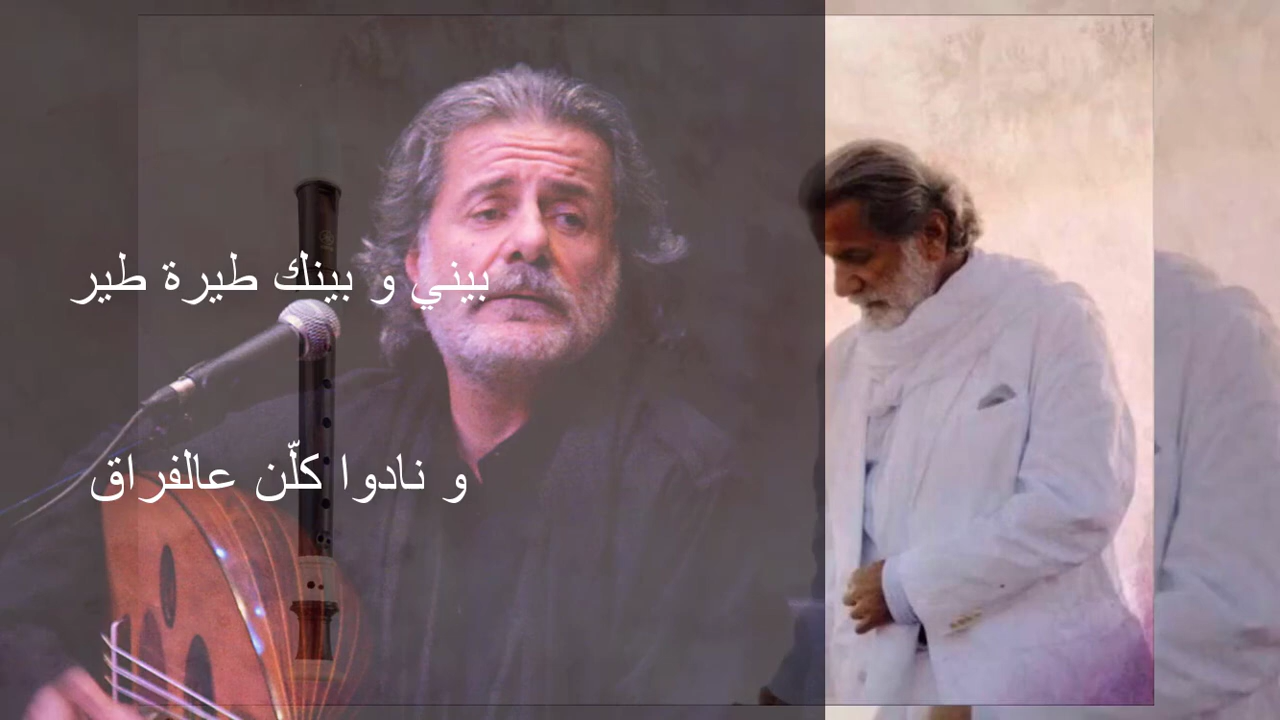 بيني و بينك طيرة طير
و نادوا كلّن عالفراق